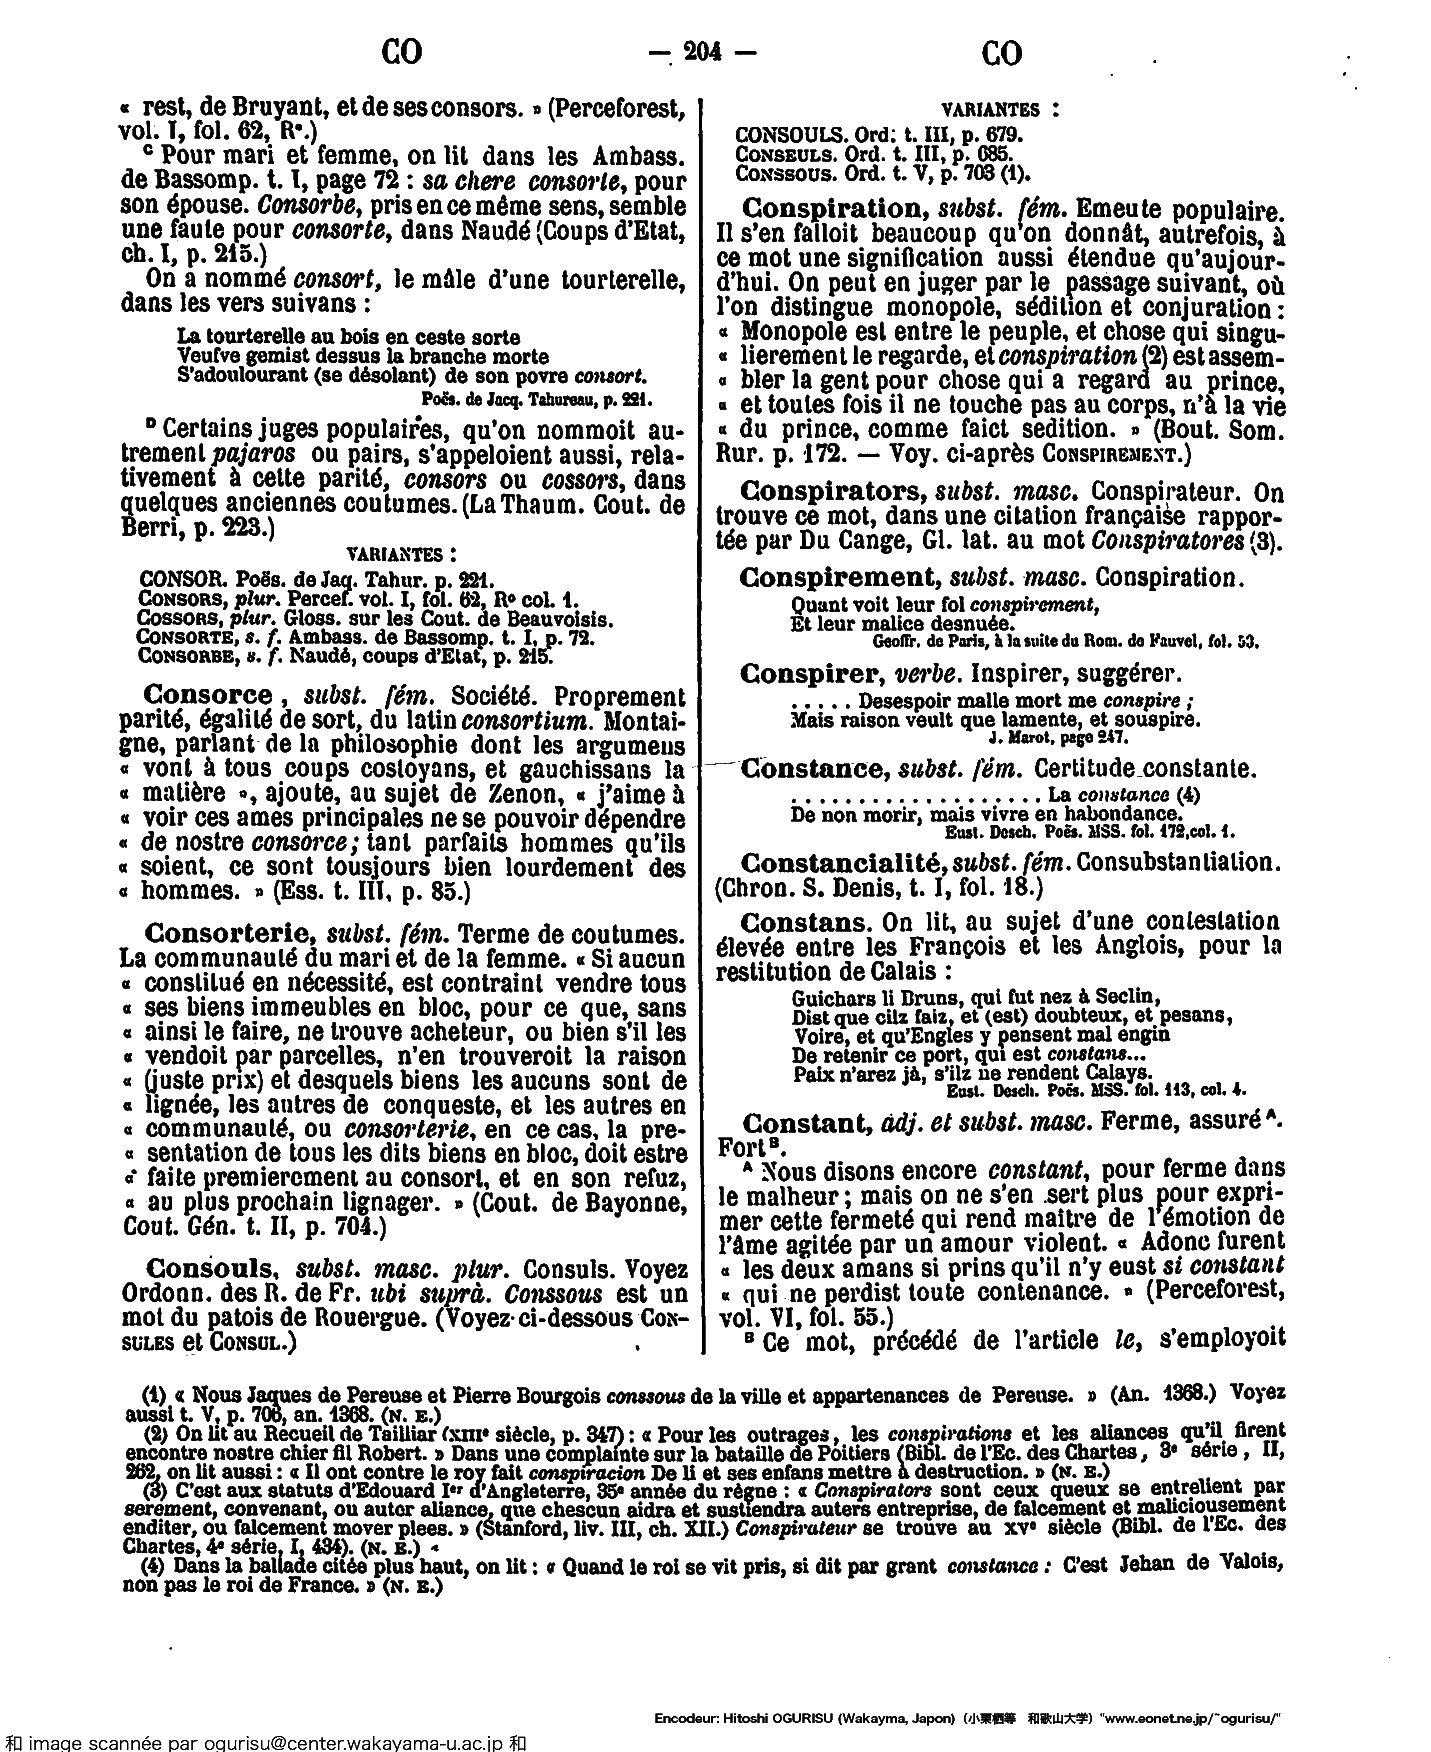 CO — 204 — CO
« rest, de Bruyant, et de ses consors. » (Perceforest,
vol. I, fol. 62, R°.)
C Pour mari et femme, on lit dans les Ambass.
de Bassomp. t. I, page 72 : sa chere consorte, pour
son épouse. Consorbe, pris en ce même sens, semble
une faute pour consorte, dans Naudé (Coups d'Etat,
ch. I, p. 215.)
On a nommé consort, le mâle d'une tourterelle,
dans les vers suivans :
La tourterelle au bois en ceste sorte
Veufve gemist dessus la branche morte
S'adoulourant (se désolant) de son povre consort.
Poës. de Jacq. Tahureau, p. 221.
D Certains juges populaires, qu'on nommoit au-
trement pajaros ou pairs, s'appeloient aussi, rela-
tivement à cette parité, consors ou cossors, dans
quelques anciennes coutumes. (La Thaum. Cout. de
Berri, p. 223.)
VARIANTES :
CONSOR. Poës. de Jaq. Tahur. p. 221.
CONSORS, plur. Percef. vol. I, fol. 62, R° col. 1.
COSSORS, plur. Gloss. sur les Cout. de Beauvoisis.
CONSORTE, s. f. Ambass. de Bassomp. t. I, p. 72.
CONSORBE, s. f. Naudé, coups d'Etat, p. 215.
Consorce , subst. fém. Société. Proprement
parité, égalité de sort, du latin consortium. Montai-
gne, parlant de la philosophie dont les argumens
« vont à tous coups costoyans, et gauchissans la
« matière », ajoute, au sujet de Zenon, « j'aime à
« voir ces ames principales ne se pouvoir dépendre
« de nostre consorce ; tant parfaits hommes qu'ils
« soient, ce sont tousjours bien lourdement des
« hommes. » (Ess. t. III, p. 85.)
Consorterie, subst. fém. Terme de coutumes.
La communauté du mari et de la femme. « Si aucun
« constitué en nécessité, est contraint vendre tous
« ses biens immeubles en bloc, pour ce que, sans
« ainsi le faire, ne trouve acheteur, ou bien s'il les
« vendoit par parcelles, n'en trouveroit la raison
« (juste prix) et desquels biens les aucuns sont de
« lignée, les autres de conqueste, et les autres en
« communauté, ou consorterie, en ce cas, la pre-
« sentation de tous les dits biens en bloc, doit estre
« faite premierement au consort, et en son refuz,
« au plus prochain lignager. » (Cout. de Bayonne,
Cout. Gén. t. II, p. 704.)
Consouls, subst. masc. plur. Consuls. Voyez
Ordonn. des R. de Fr. ubi suprà. Conssous est un
mot du patois de Rouergue. (Voyez ci-dessous CON-
SULES et CONSUL.)
VARIANTES :
CONSOULS. Ord: t. III, p. 679.
CONSEULS. Ord. t. III, p. 685.
CONSSOUS. Ord. t. V, p. 703 (1).
Conspiration, subst. fém. Emeute populaire.
Il s'en falloit beaucoup qu'on donnât, autrefois, à
ce mot une signification aussi étendue qu'aujour-
d'hui. On peut en juger par le passage suivant, où
l'on distingue monopole, sédition et conjuration :
« Monopole est entre le peuple, et chose qui singu-
« lierement le regarde, et conspiration (2) est assem-
« bler la gent pour chose qui a regard au prince,
« et toutes fois il ne touche pas au corps, n'à la vie
« du prince, comme faict sedition. » (Bout. Som.
Rur. p. 172. — Voy. ci-après CONSPIREMENT.)
Conspirators, subst. masc. Conspirateur. On
trouve ce mot, dans une citation française rappor-
tée par Du Cange, Gl. lat. au mot Conspiratores (3).
Conspirement, subst. masc. Conspiration.
Quant voit leur fol conspirement,
Et leur malice desnuée.
Geoffr. de Paris, à la suite du Rom. de Fauvel, fol. 53.
Conspirer, verbe. Inspirer, suggérer.
. . . . . Desespoir malle mort me conspire ;
Mais raison veult que lamente, et souspire.
J. Marot, page 247.
Constance, subst. fém. Certitude constante.
. . . . . . . . . . . . . . . . . . . La constance (4)
De non morir, mais vivre en habondance.
Eust. Desch. Poës. MSS. fol. 172, col. 1.
Constancialité, subst. fém. Consubstantiation.
(Chron. S. Denis, t. I, fol. 18.)
Constans. On lit, au sujet d'une contestation
élevée entre les François et les Anglois, pour la
restitution de Calais :
Guichars li Bruns, qui fut nez à Seclin,
Dist que cilz faiz, et (est) doubteux, et pesans,
Voire, et qu'Engles y pensent mal engin
De retenir ce port, qui est constans...
Paix n'arez jà, s'ilz ne rendent Calays.
Eust. Desch. Poës. MSS. fol. 113, col. 4.
Constant, adj. et subst. masc. Ferme, assuré A.
Fort B.
A Nous disons encore constant, pour ferme dans
le malheur ; mais on ne s'en sert plus pour expri-
mer cette fermeté qui rend maitre de l'émotion de
l'âme agitée par un amour violent. « Adonc furent
« les deux amans si prins qu'il n'y eust si constant
« qui ne perdist toute contenance. » (Perceforest,
vol. VI, fol. 55.)
B Ce mot, précédé de l'article le, s'employoit
(1) « Nous Jaques de Pereuse et Pierre Bourgois conssous de la ville et appartenances de Pereuse. » (An. 1368.) Voyez
aussi t. V, p. 706, an. 1368. (N. E.)
(2) On lit au Recueil de Tailliar (XIIIe siècle, p. 347) : « Pour les outrages, les conspirations et les aliances qu'il firent
encontre nostre chier fil Robert. » Dans une complainte sur la bataille de Poitiers (Bibl. de l'Ec. des Chartes, 3e série, II,
262, on lit aussi : « Il ont contre le roy fait conspiracion De li et ses enfans mettre à destruction. » (N. E.)
(3) C'est aux statuts d'Edouard Ier d'Angleterre, 35e année du règne : « Conspirators sont ceux queux se entrelient par
serement, convenant, ou autor aliance, que chescun aidra et sustiendra auters entreprise, de falcement et maliciousement
enditer, ou falcement mover plees. » (Stanford, liv. III, ch. XII.) Conspirateur se trouve au XVe siècle (Bibl. de l'Ec. des
Chartes, 4e série, I, 434). (N. E.)
(4) Dans la ballade citée plus haut, on lit : « Quand le roi se vit pris, si dit par grant constance : C'est Jehan de Valois,
non pas le roi de France. » (N. E.)
Encodeur: Hitoshi OGURISU (Wakayma, Japon) (小栗栖等 和歌山大学) "www.eonet.ne.jp/~ogurisu/"
和 image scannée par ogurisu@center.wakayama-u.ac.jp 和